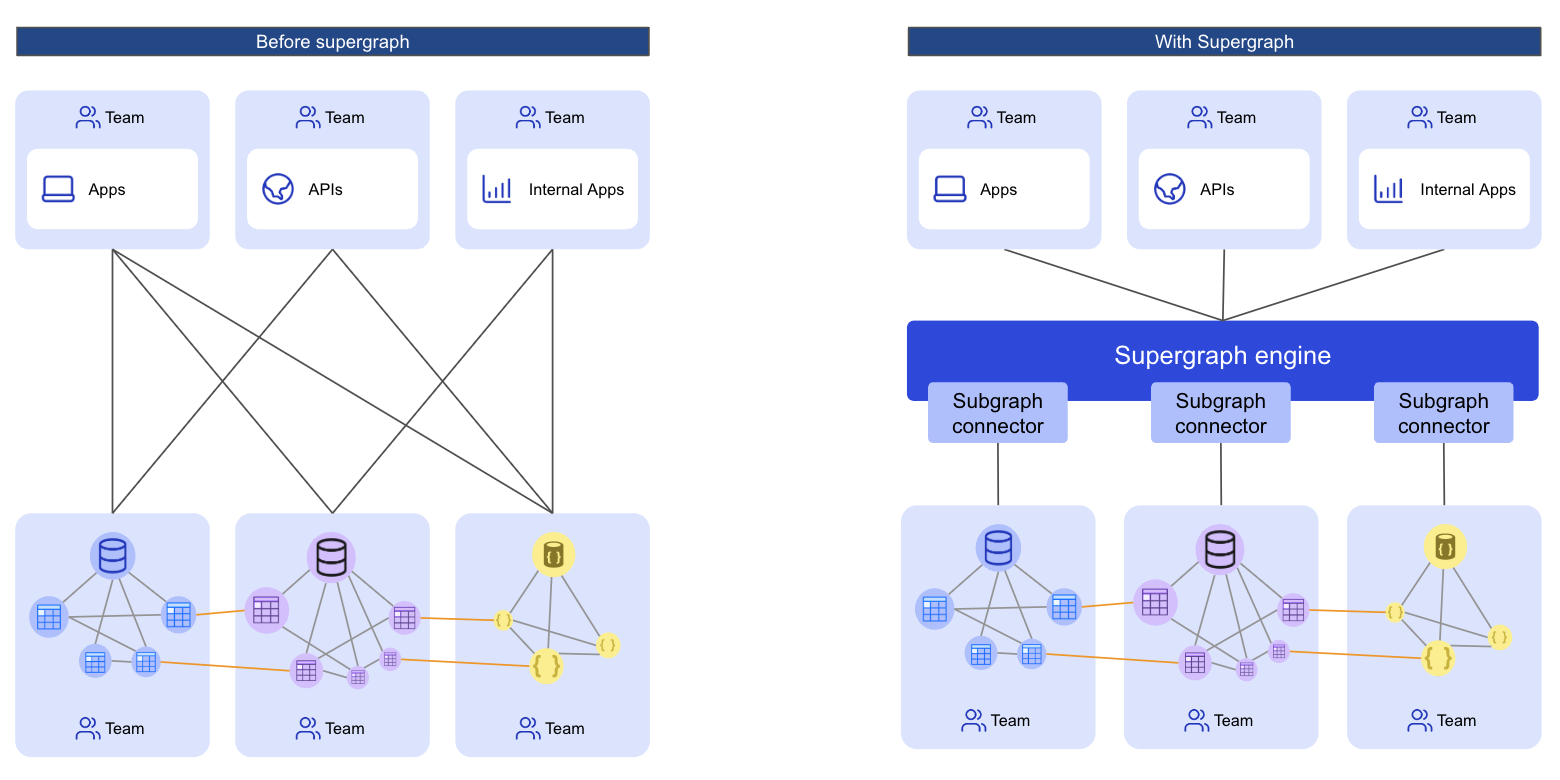 Before supergraph
Team
Team
Team
Apps
APIs
Internal Apps
{ }
{ }
{ }
{ }
Team
Team
Team
With Supergraph
Team
Team
Team
Apps
APIs
Internal Apps
Supergraph engine
Subgraph
connector
Subgraph
connector
Subgraph
connector
{ }
{ }
{ }
{ }
Team
Team
Team